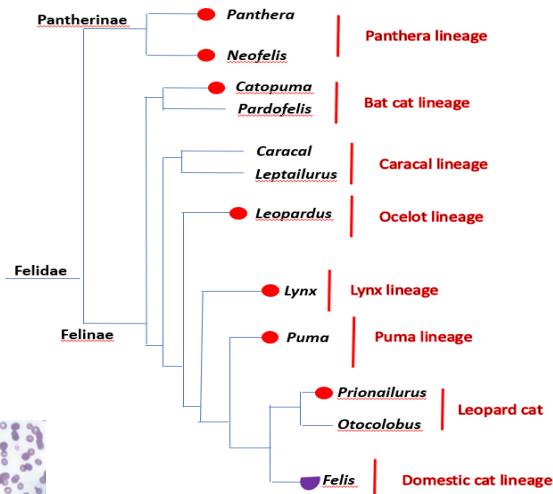 Pantherinae
Panthera
Panthera lineage
Neofelis
Catopuma
Bat cat lineage
Pardofelis
Caracal
Caracal lineage
Leptailurus
Leopardus
Ocelot lineage
Felidae
Lynx
Lynx lineage
Felinae
Puma
Puma lineage
Prionailurus
Leopard cat
Otocolobus
Felis
Domestic cat lineage